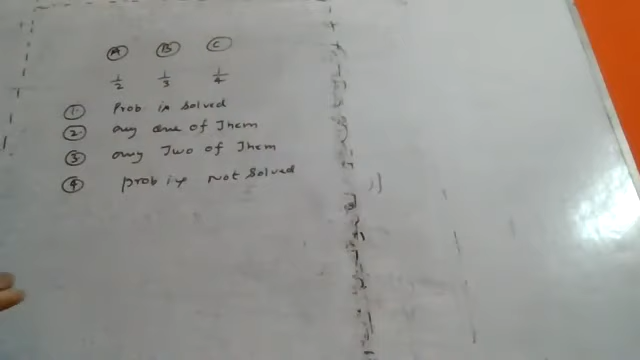 A B C
1/2 1/3 1/4
1 Prob is solved
2 any one of Them
3 any Two of Them
4 prob is Not Solved